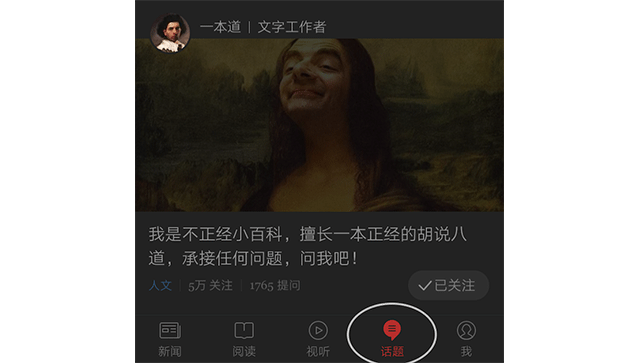 一本道 | 文字工作者
我是不正经小百科，擅长一本正经的胡说八
道，承接任何问题，问我吧！
人文 | 5万 关注 | 1765 提问
已关注
新闻 阅读 视听 话题 我